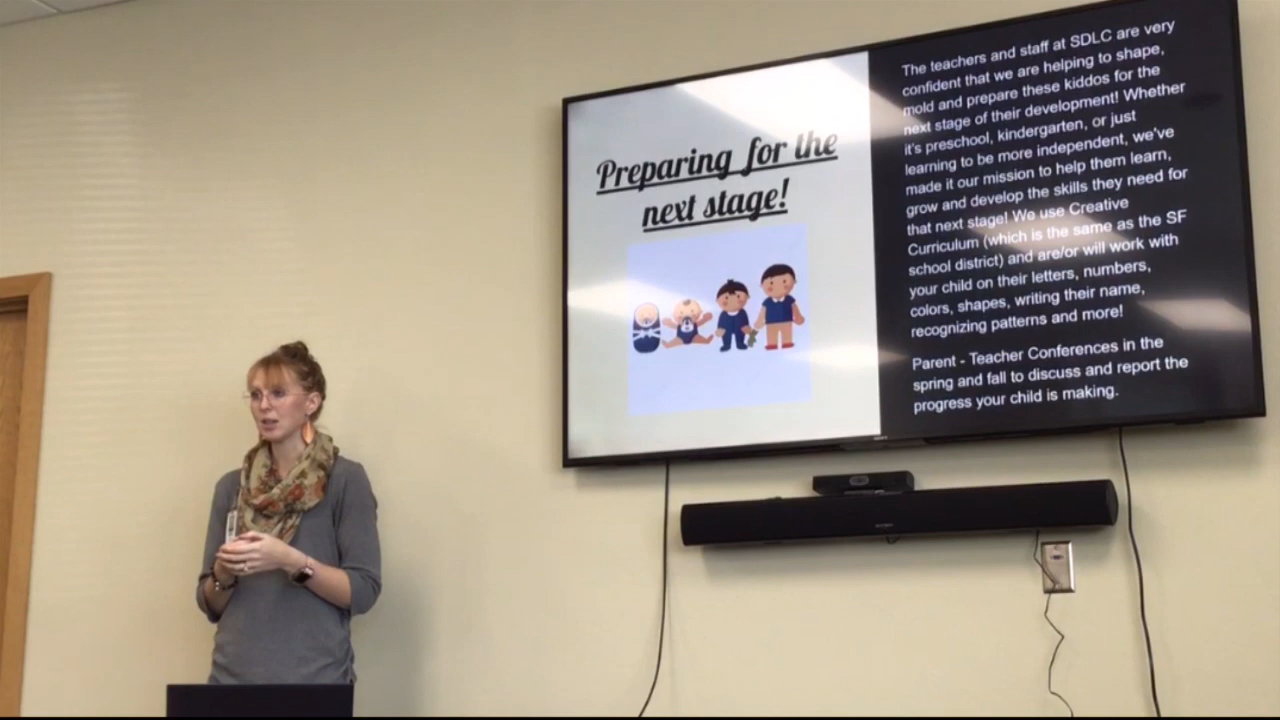 Preparing for the
next stage!
The teachers and staff at SDLC are very
confident that we are helping to shape,
mold and prepare these kiddos for the
next stage of their development! Whether
it's preschool, kindergarten, or just
learning to be more independent, we've
made it our mission to help them learn,
grow and develop the skills they need for
that next stage! We use Creative
Curriculum (which is the same as the SF
school district) and are/or will work with
your child on their letters, numbers,
colors, shapes, writing their name,
recognizing patterns and more!
Parent - Teacher Conferences in the
spring and fall to discuss and report the
progress your child is making.